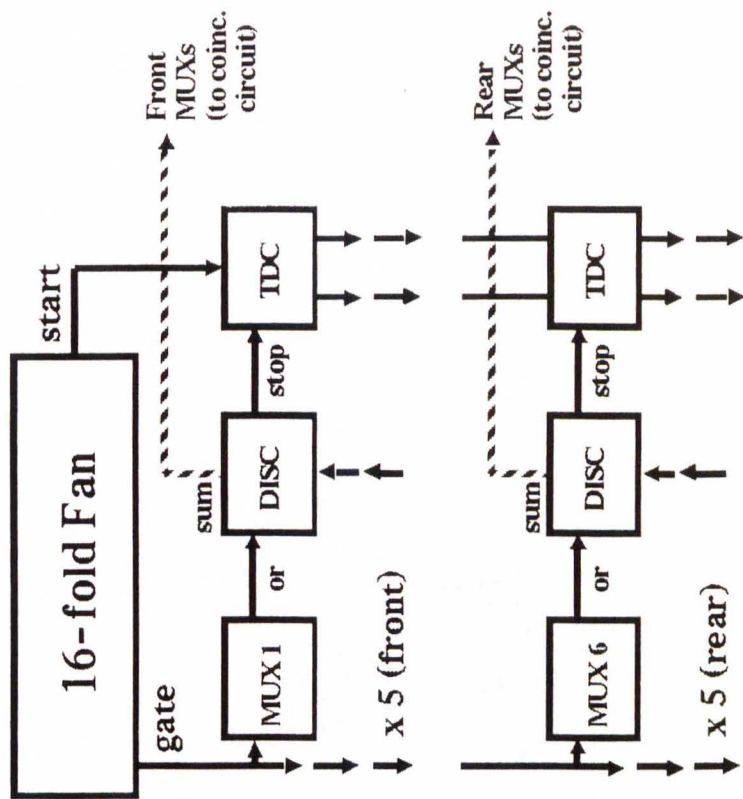 16-fold Fan
gate
start
MUX 1
or
DISC
sum
stop
TDC
Front
MUXs
(to coinc.
circuit)
x 5 (front)
MUX 6
or
DISC
sum
stop
TDC
Rear
MUXs
(to coinc.
circuit)
x 5 (rear)